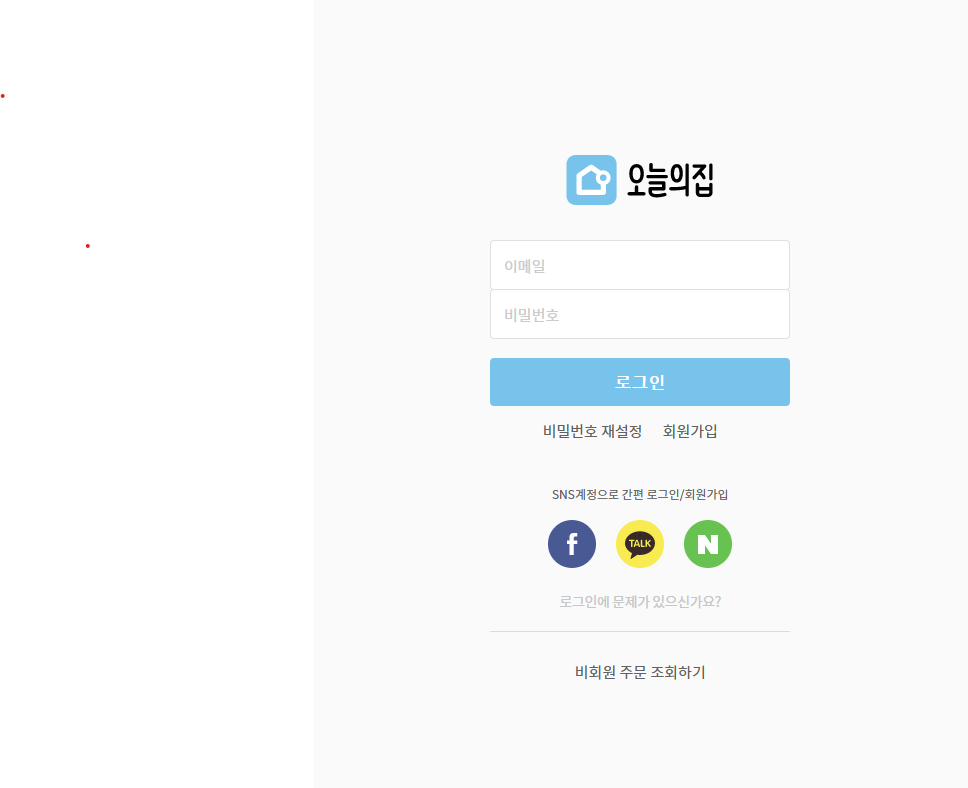 오늘의집
이메일
비밀번호
로그인
비밀번호 재설정 회원가입
SNS계정으로 간편 로그인/회원가입
f TALK N
로그인에 문제가 있으신가요?
비회원 주문 조회하기